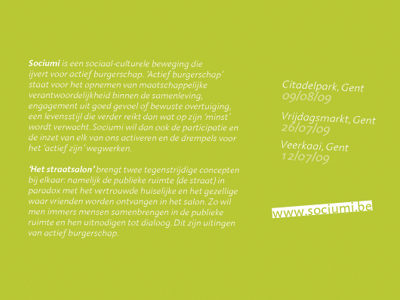 Sociumi is een sociaal-culturele beweging die
ijvert voor actief burgerschap. 'Actief burgerschap'
staat voor het opnemen van maatschappelijke
verantwoordelijkheid binnen de samenleving,
engagement uit goed gevoel of bewuste overtuiging,
een levensstijl die verder reikt dan wat op zijn 'minst'
wordt verwacht. Sociumi wil dan ook de participatie en
de inzet van elk van ons activeren en de drempels voor
het 'actief zijn' wegwerken.
'Het straatsalon' brengt twee tegenstrijdige concepten
bij elkaar: namelijk de publieke ruimte (de straat) in
paradox met het vertrouwde huiselijke en het gezellige
waar vrienden worden ontvangen in het salon. Zo wil
men immers mensen samenbrengen in de publieke
ruimte en hen uitnodigen tot dialoog. Dit zijn uitingen
van actief burgerschap.
Citadelpark, Gent
09/08/09
Vrijdagsmarkt, Gent
26/07/09
Veerkaai, Gent
12/07/09
www.sociumi.be